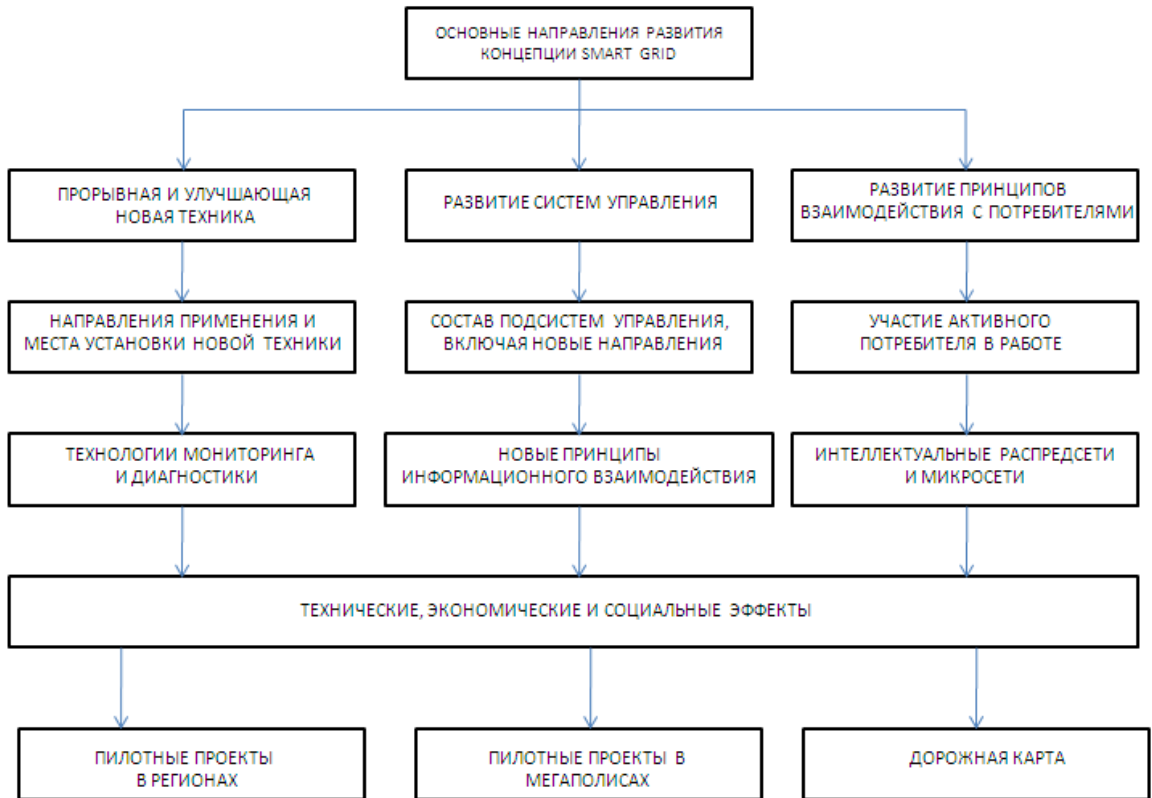 ОСНОВНЫЕ НАПРАВЛЕНИЯ РАЗВИТИЯ
КОНЦЕПЦИИ SMART GRID
ПРОРЫВНАЯ И УЛУЧШАЮЩАЯ
НОВАЯ ТЕХНИКА
РАЗВИТИЕ СИСТЕМ УПРАВЛЕНИЯ
РАЗВИТИЕ ПРИНЦИПОВ
ВЗАИМОДЕЙСТВИЯ С ПОТРЕБИТЕЛЯМИ
НАПРАВЛЕНИЯ ПРИМЕНЕНИЯ И
МЕСТА УСТАНОВКИ НОВОЙ ТЕХНИКИ
СОСТАВ ПОДСИСТЕМ УПРАВЛЕНИЯ,
ВКЛЮЧАЯ НОВЫЕ НАПРАВЛЕНИЯ
УЧАСТИЕ АКТИВНОГО
ПОТРЕБИТЕЛЯ В РАБОТЕ
ТЕХНОЛОГИИ МОНИТОРИНГА
И ДИАГНОСТИКИ
НОВЫЕ ПРИНЦИПЫ
ИНФОРМАЦИОННОГО ВЗАИМОДЕЙСТВИЯ
ИНТЕЛЛЕКТУАЛЬНЫЕ РАСПРЕДСЕТИ
И МИКРОСЕТИ
ТЕХНИЧЕСКИЕ, ЭКОНОМИЧЕСКИЕ И СОЦИАЛЬНЫЕ ЭФФЕКТЫ
ПИЛОТНЫЕ ПРОЕКТЫ
В РЕГИОНАХ
ПИЛОТНЫЕ ПРОЕКТЫ В
МЕГАПОЛИСАХ
ДОРОЖНАЯ КАРТА